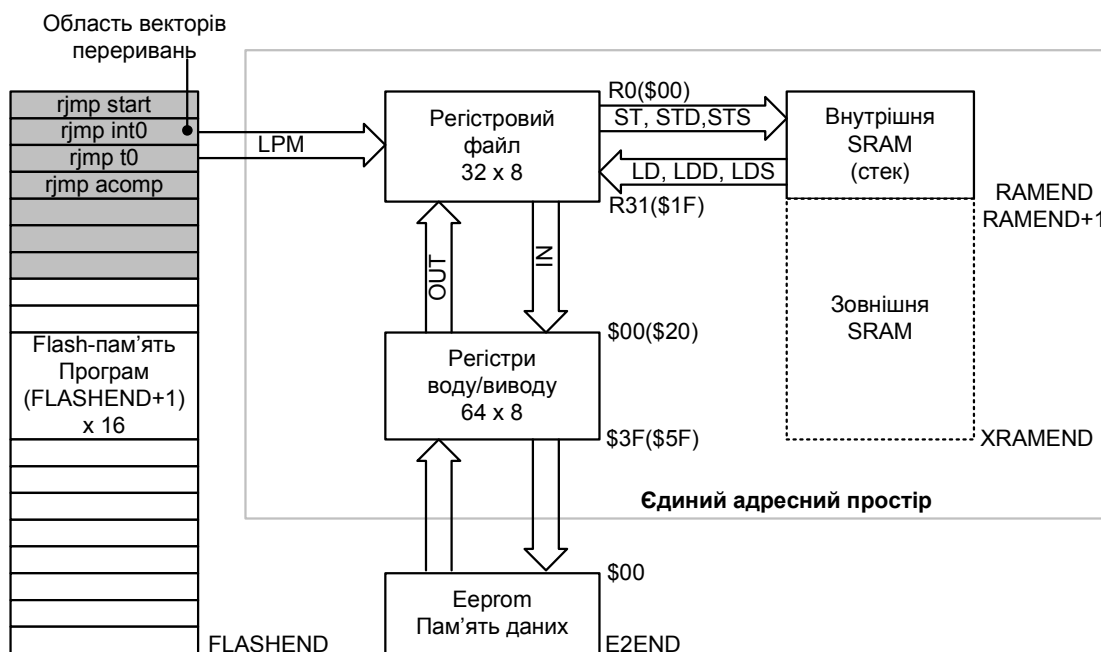 Область векторів
переривань
rjmp start
rjmp int0
rjmp t0
rjmp acomp
Flash-пам’ять
Програм
(FLASHEND+1)
x 16
FLASHEND
LPM
Регістровий
файл
32 x 8
R0($00)
ST, STD,STS
LD, LDD, LDS
R31($1F)
Внутрішня
SRAM
(стек)
RAMEND
RAMEND+1
Зовнішня
SRAM
XRAMEND
OUT
IN
$00($20)
Регістри
воду/виводу
64 x 8
$3F($5F)
Єдиний адресний простір
$00
Eeprom
Пам’ять даних
E2END